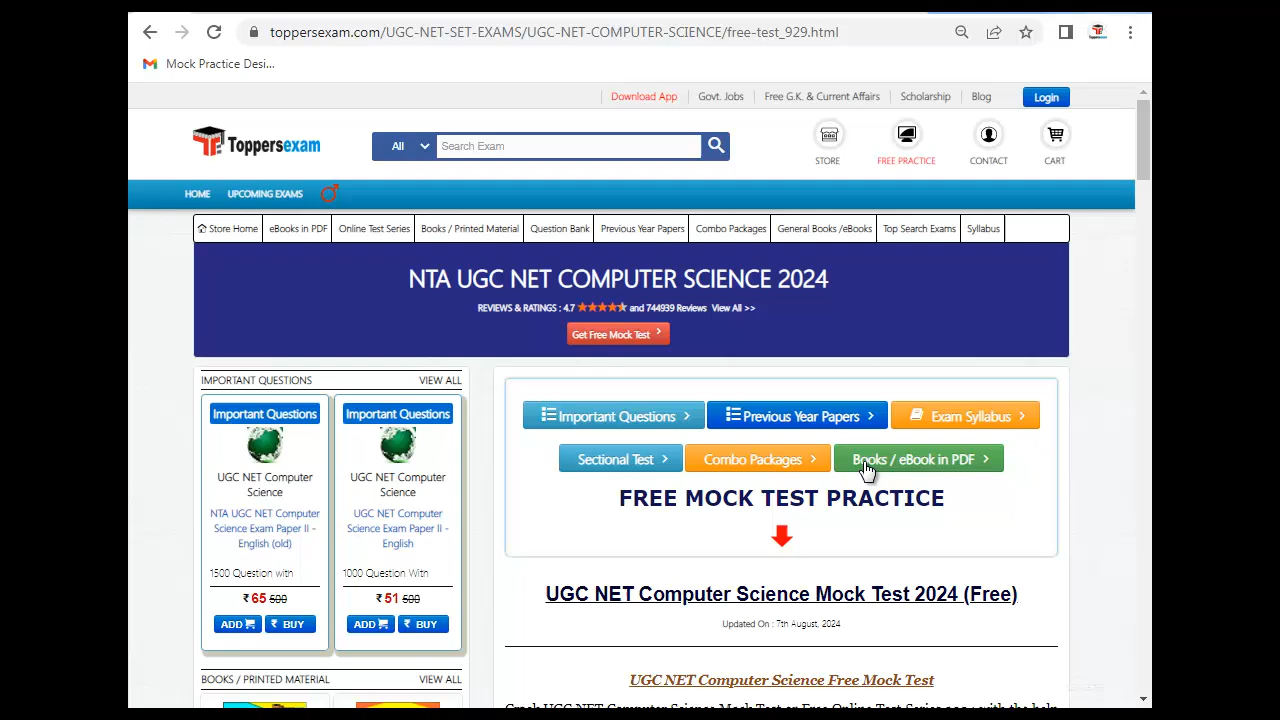 toppersexam.com/UGC-NET-SET-EXAMS/UGC-NET-COMPUTER-SCIENCE/free-test_929.html
Mock Practice Desi...
Download App
Govt. Jobs
Free G.K. & Current Affairs
Scholarship
Blog
Login
Toppersexam
All
Search Exam
STORE
FREE PRACTICE
CONTACT
CART
HOME
UPCOMING EXAMS
Store Home
eBooks in PDF
Online Test Series
Books / Printed Material
Question Bank
Previous Year Papers
Combo Packages
General Books /eBooks
Top Search Exams
Syllabus
NTA UGC NET COMPUTER SCIENCE 2024
REVIEWS & RATINGS : 4.7 and 744939 Reviews View All >>
Get Free Mock Test
IMPORTANT QUESTIONS
VIEW ALL
Important Questions
UGC NET Computer
Science
NTA UGC NET Computer
Science Exam Paper II -
English (old)
1500 Question with
₹ 65 500
ADD
₹ BUY
Important Questions
UGC NET Computer
Science
UGC NET Computer
Science Exam Paper II -
English
1000 Question With
₹ 51 500
ADD
₹ BUY
BOOKS / PRINTED MATERIAL
VIEW ALL
Important Questions
Previous Year Papers
Exam Syllabus
Sectional Test
Combo Packages
Books / eBook in PDF
FREE MOCK TEST PRACTICE
UGC NET Computer Science Mock Test 2024 (Free)
Updated On : 7th August, 2024
UGC NET Computer Science Free Mock Test